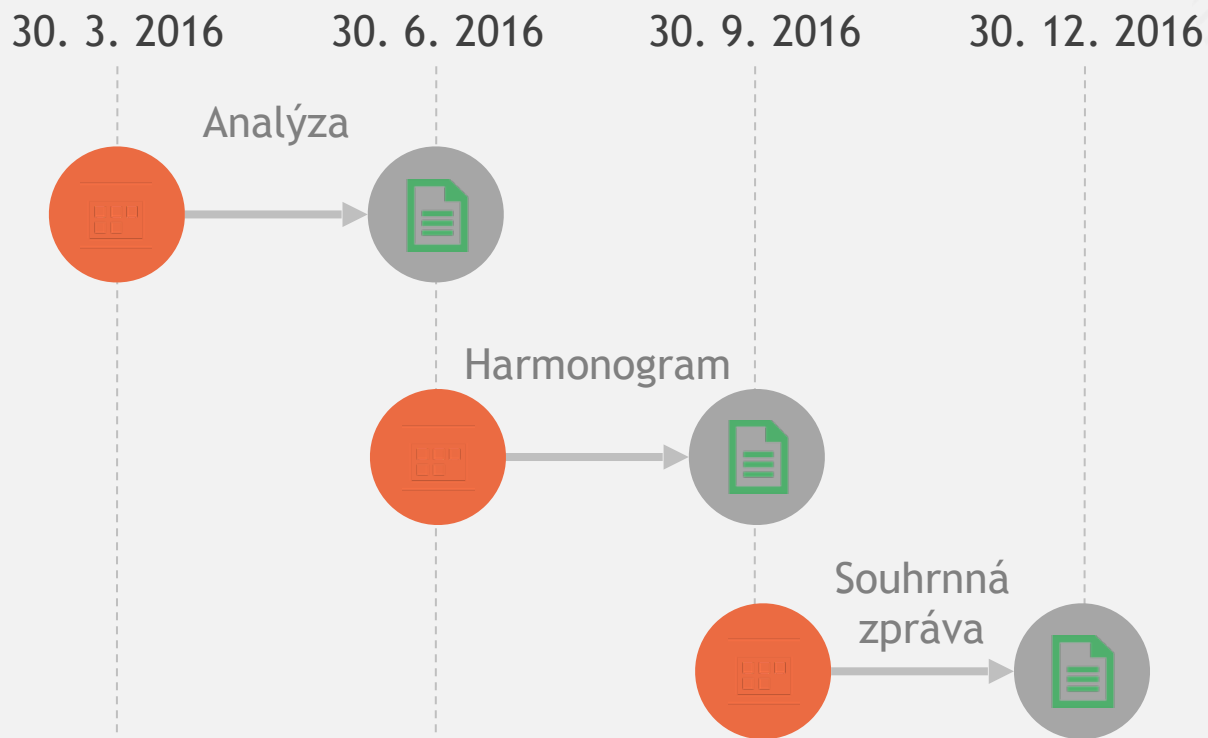 30. 3. 2016
30. 6. 2016
30. 9. 2016
30. 12. 2016
Analýza
Harmonogram
Souhrnná
zpráva